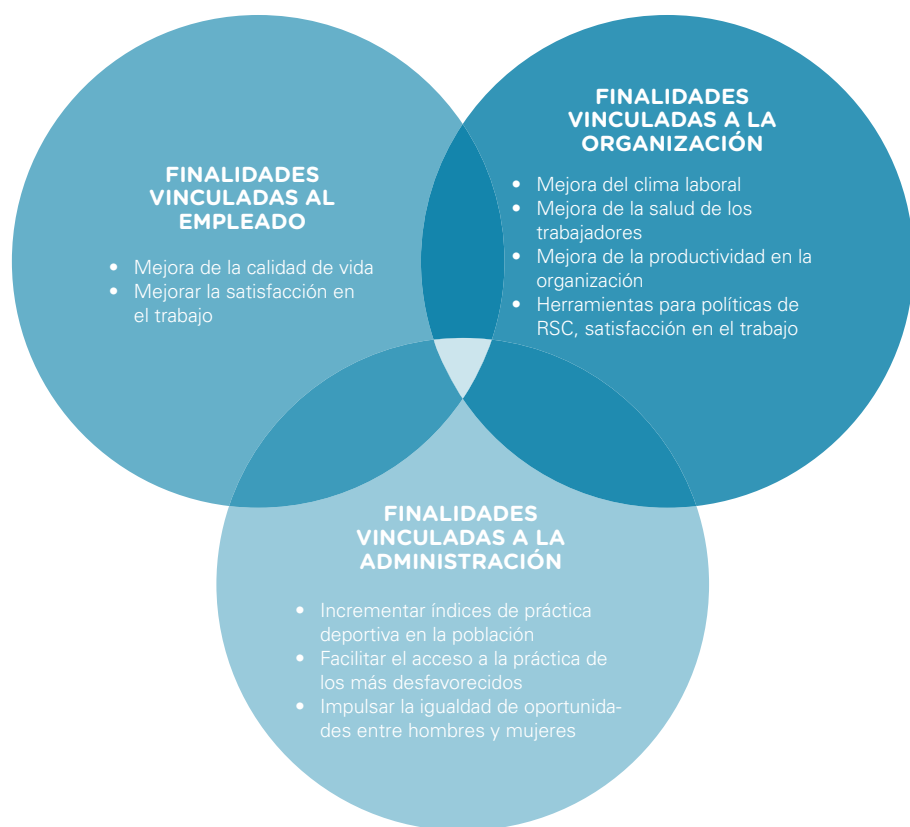 FINALIDADES
VINCULADAS AL
EMPLEADO
• Mejora de la calidad de vida
• Mejorar la satisfacción en
el trabajo
FINALIDADES
VINCULADAS A LA
ORGANIZACIÓN
• Mejora del clima laboral
• Mejora de la salud de los
trabajadores
• Mejora de la productividad en la
organización
• Herramientas para políticas de
RSC, satisfacción en el trabajo
FINALIDADES
VINCULADAS A LA
ADMINISTRACIÓN
• Incrementar índices de práctica
deportiva en la población
• Facilitar el acceso a la práctica de
los más desfavorecidos
• Impulsar la igualdad de oportunida-
des entre hombres y mujeres